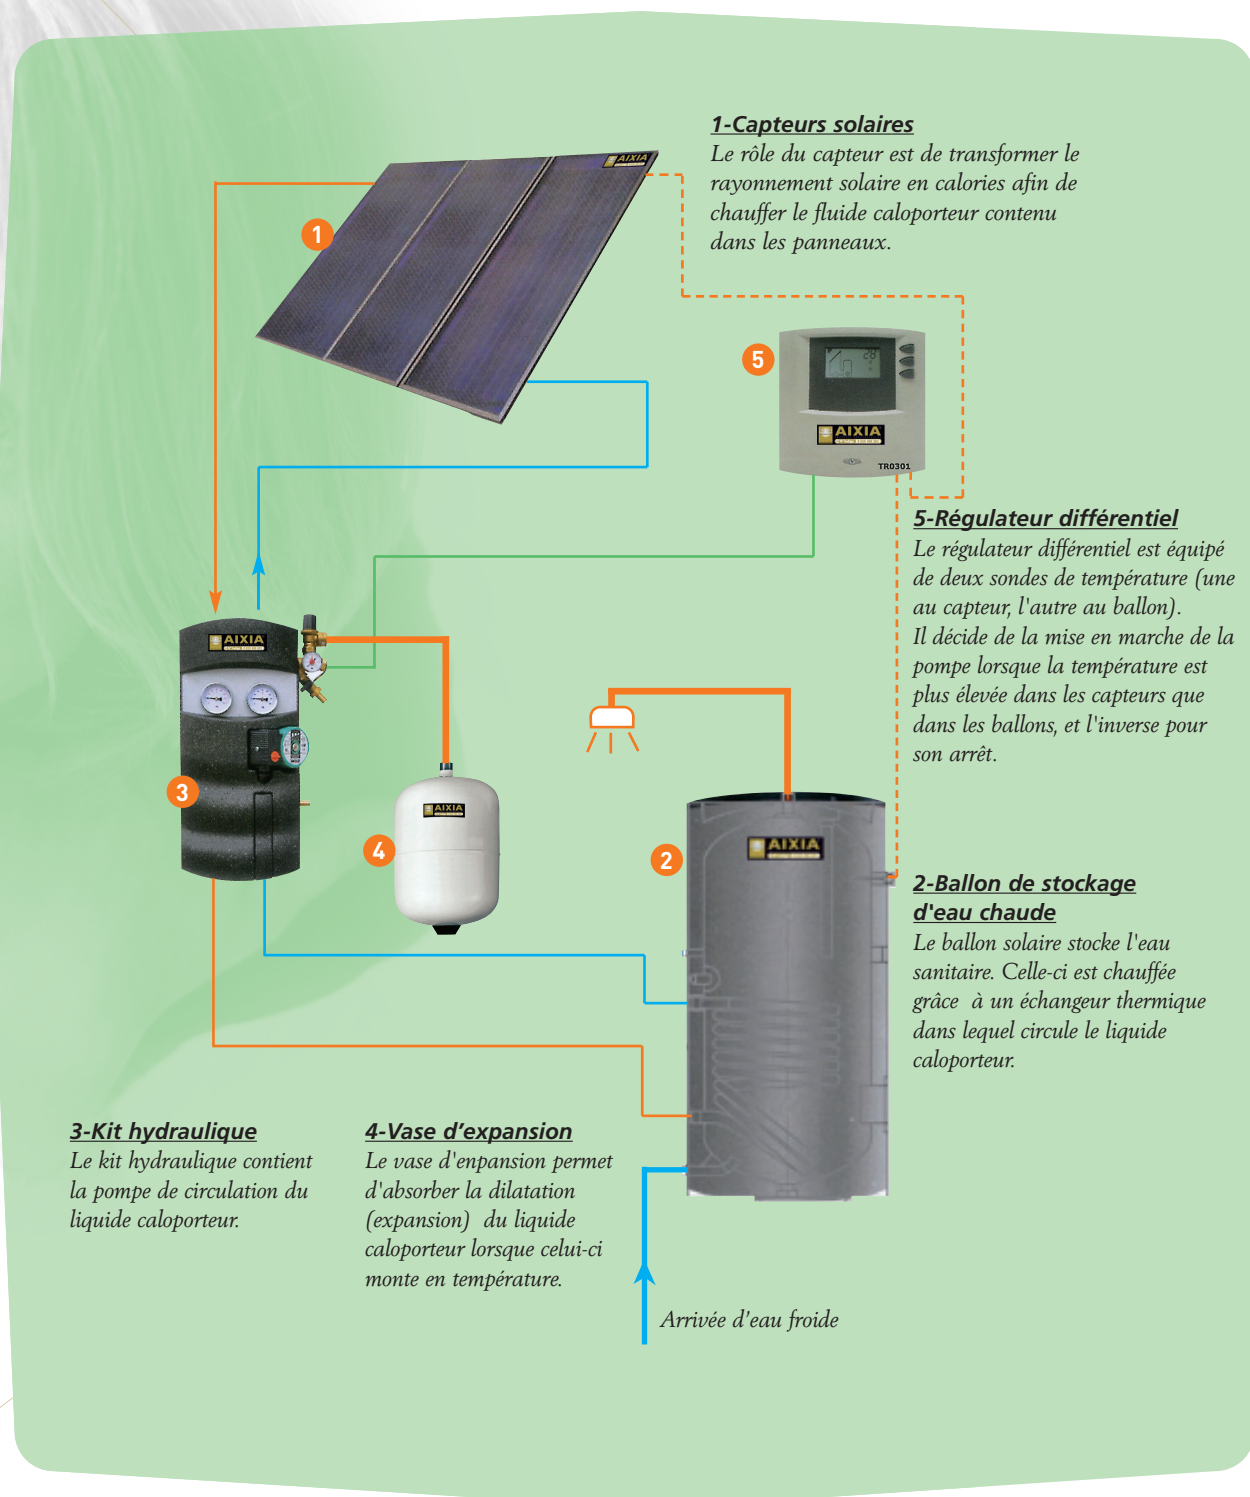 1-Capteurs solaires
Le rôle du capteur est de transformer le
rayonnement solaire en calories afin de
chauffer le fluide caloporteur contenu
dans les panneaux.
AIXIA
1
5
28
AIXIA
TR0301
5-Régulateur différentiel
Le régulateur différentiel est équipé
de deux sondes de température (une
au capteur, l'autre au ballon).
Il décide de la mise en marche de la
pompe lorsque la température est
plus élevée dans les capteurs que
dans les ballons, et l'inverse pour
son arrêt.
AIXIA
3
AIXIA
4
AIXIA
2
2-Ballon de stockage
d'eau chaude
Le ballon solaire stocke l'eau
sanitaire. Celle-ci est chauffée
grâce à un échangeur thermique
dans lequel circule le liquide
caloporteur.
3-Kit hydraulique
Le kit hydraulique contient
la pompe de circulation du
liquide caloporteur.
4-Vase d’expansion
Le vase d'enpansion permet
d'absorber la dilatation
(expansion) du liquide
caloporteur lorsque celui-ci
monte en température.
Arrivée d’eau froide